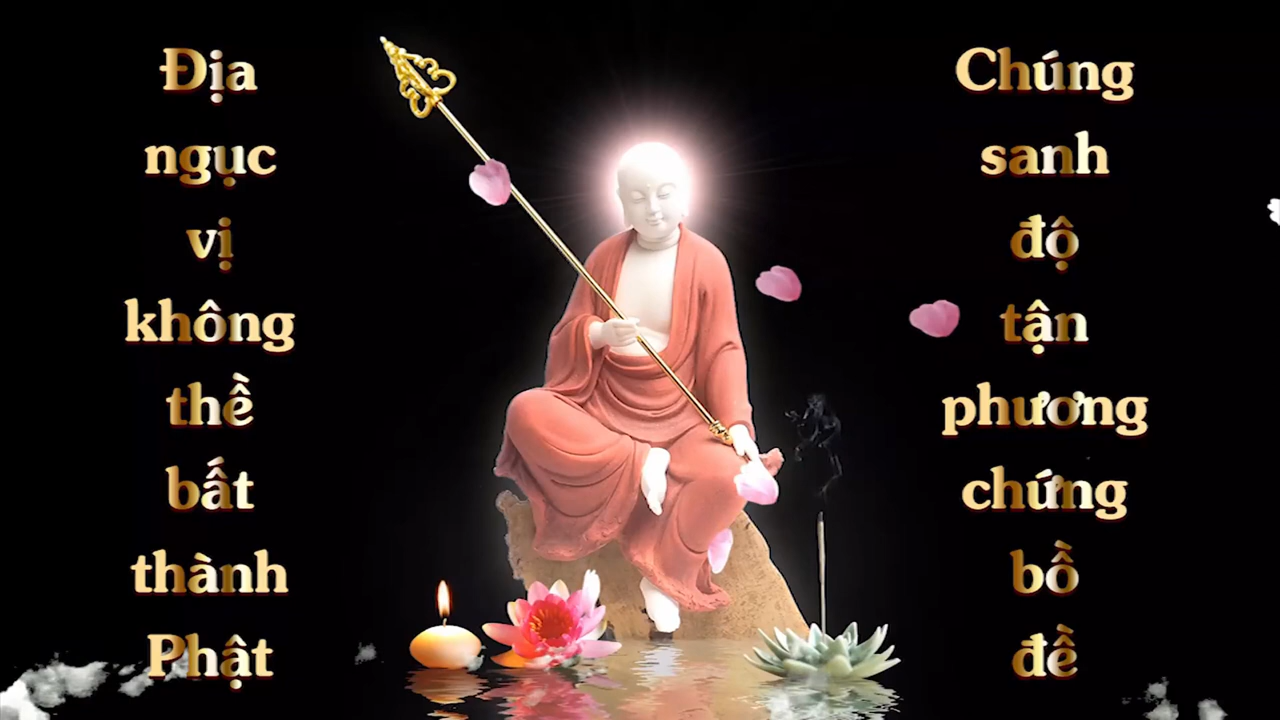 Địa
ngục
vị
không
thề
bất
thành
Phật
Chúng
sanh
độ
tận
phương
chứng
bồ
đề